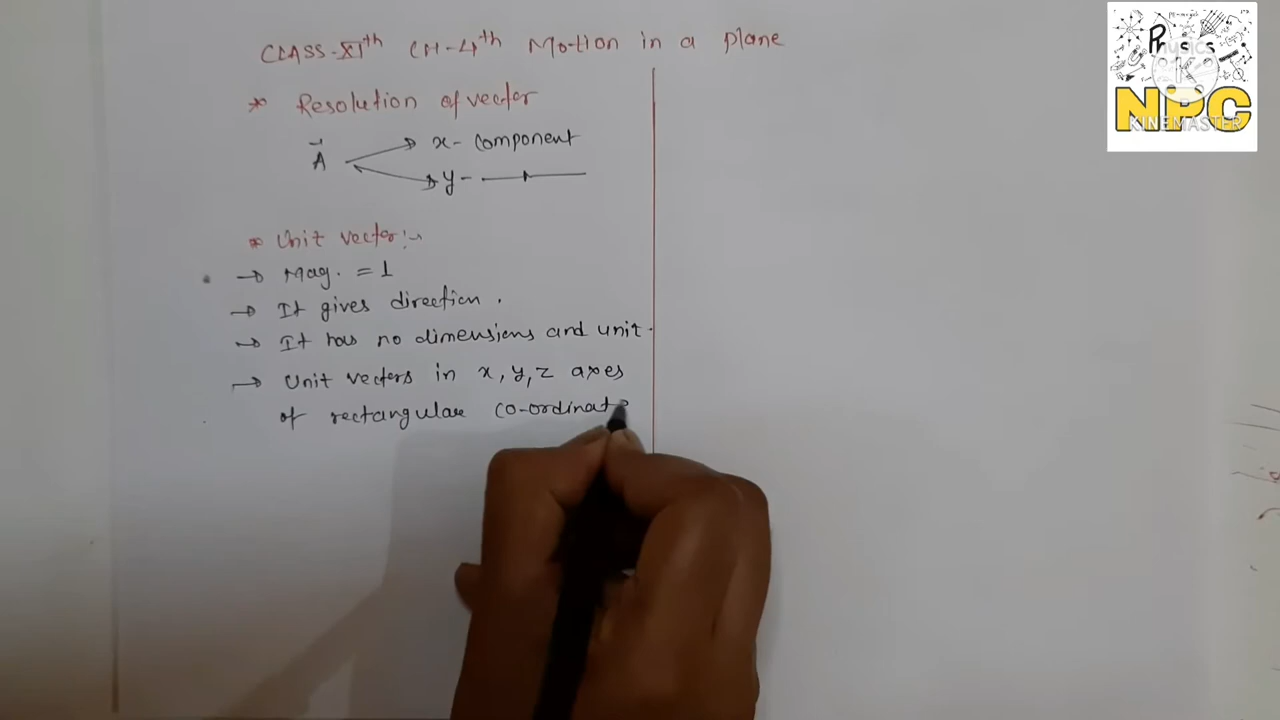 CLASS-XIth CH-4th Motion in a plane
* Resolution of vector
A → x- component
y-
* Unit vector:-
→ Mag. = 1
→ It gives direction.
→ It has no dimensions and unit.
→ Unit vectors in x, y, z axes
of rectangular co-ordinate
Physics
K
NPC
KINEMASTER